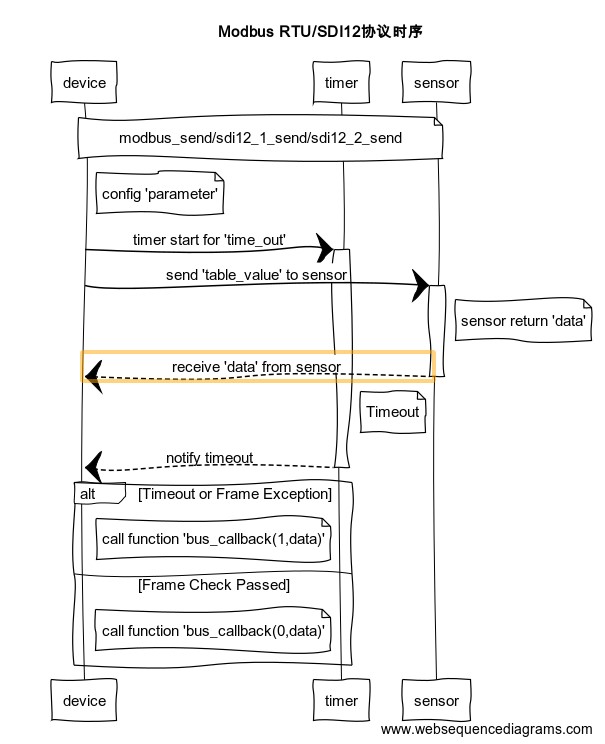 Modbus RTU/SDI12协议时序
device
timer
sensor
modbus_send/sdi12_1_send/sdi12_2_send
config 'parameter'
timer start for 'time_out'
send 'table_value' to sensor
sensor return 'data'
receive 'data' from sensor
Timeout
notify timeout
alt
[Timeout or Frame Exception]
call function 'bus_callback(1,data)'
[Frame Check Passed]
call function 'bus_callback(0,data)'
device
timer
sensor
www.websequencediagrams.com